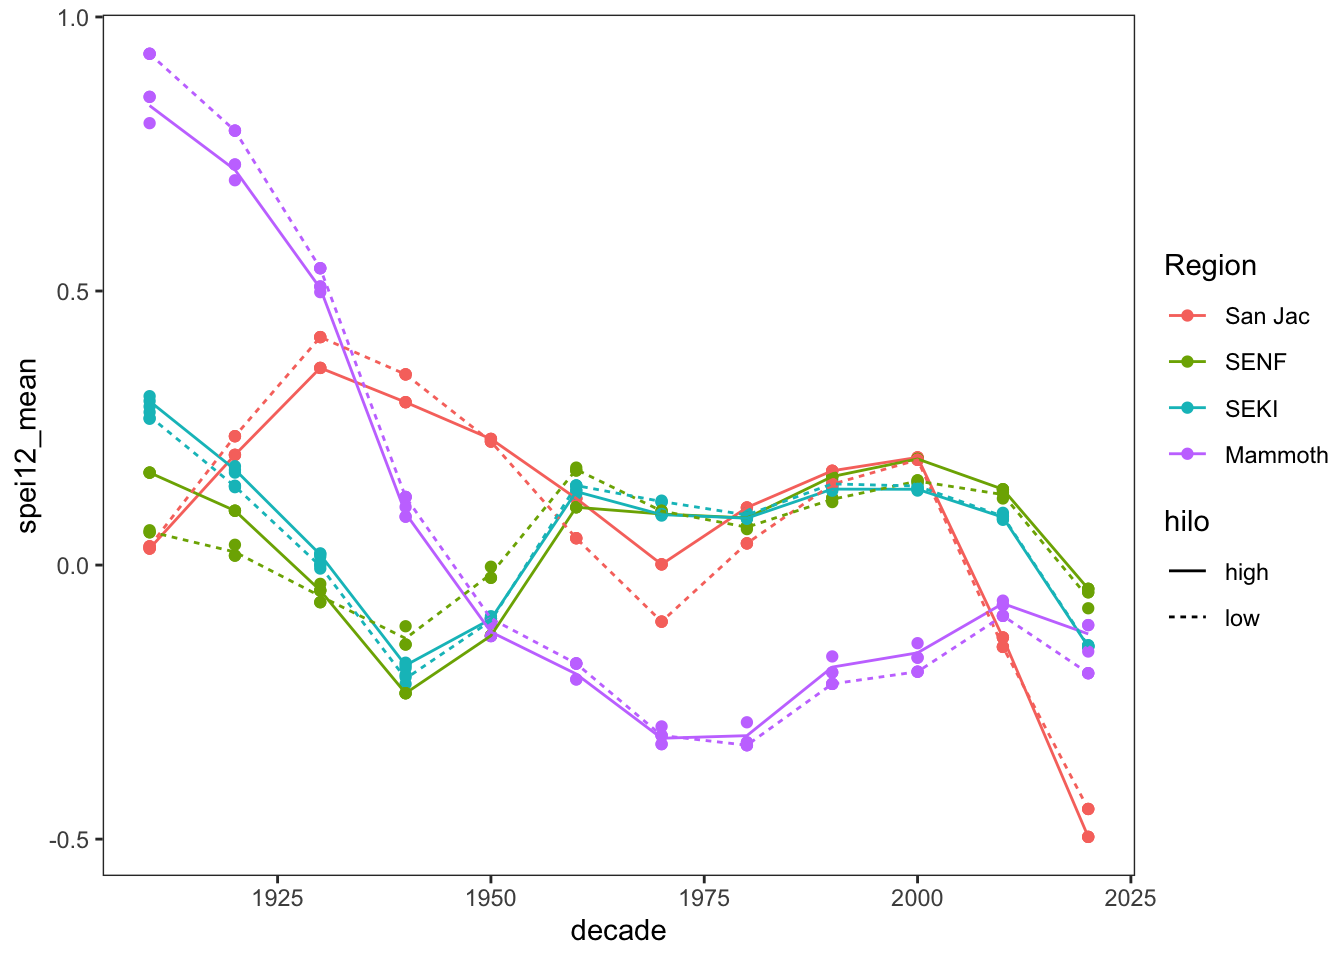 1.0
0.5
0.0
-0.5
spei12_mean
1925
1950
1975
2000
2025
decade
Region
San Jac
SENF
SEKI
Mammoth
hilo
high
low